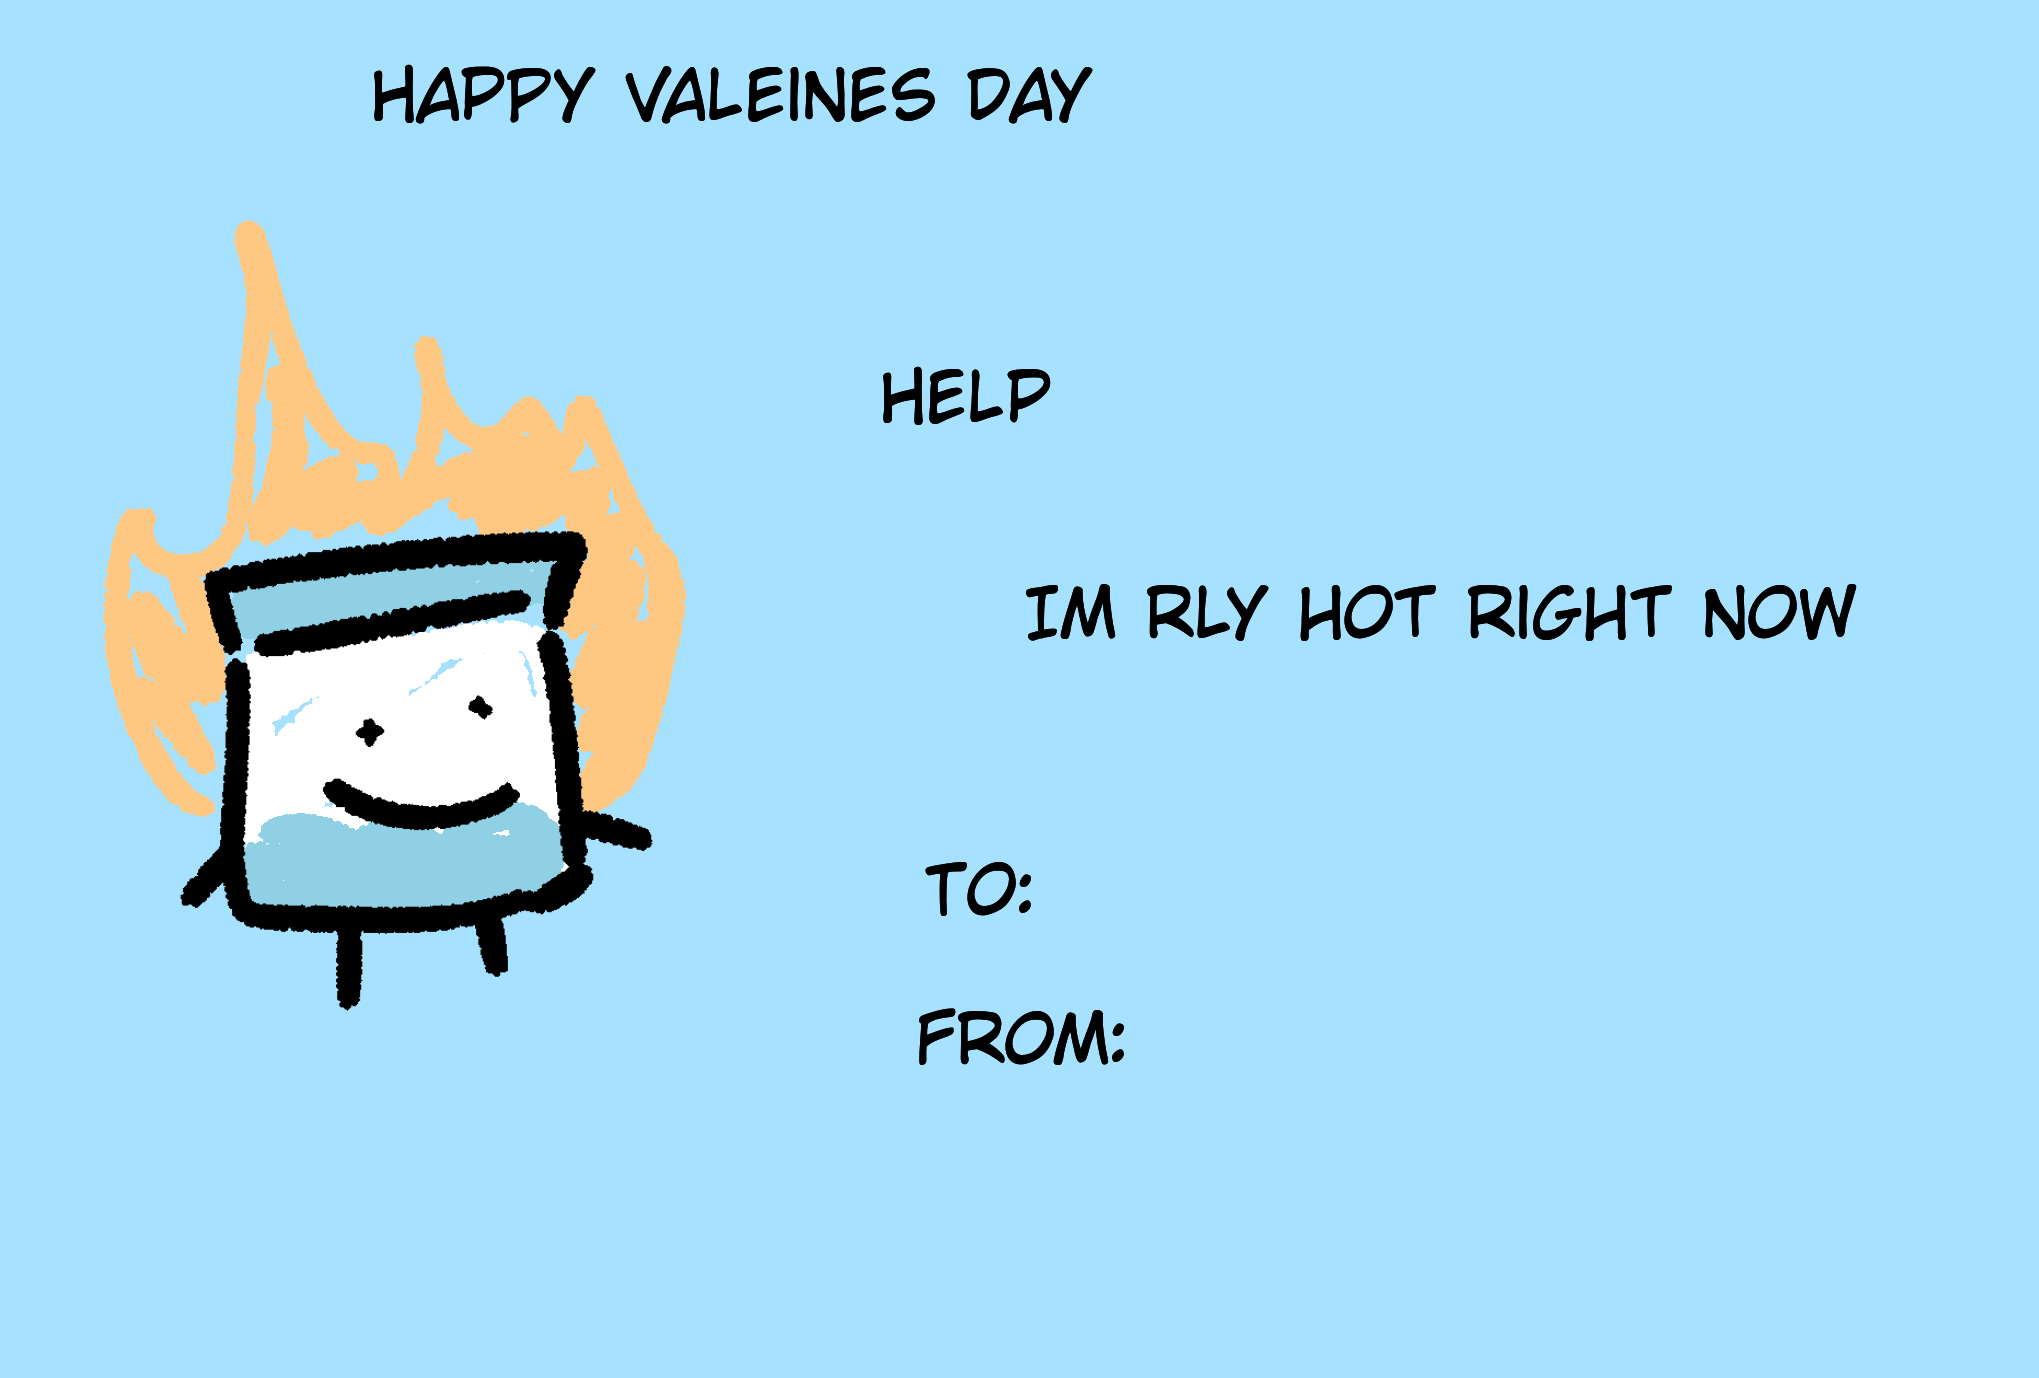 HAPPY VALEINES DAY
HELP
IM RLY HOT RIGHT NOW
TO:
FROM: